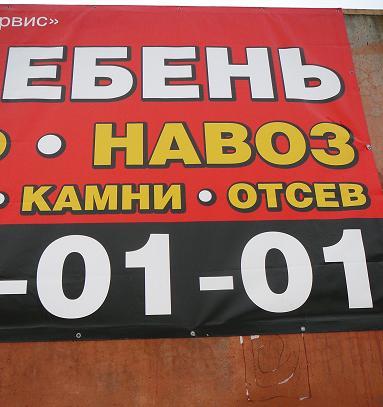 рвис»
ЕБЕНЬ
• НАВОЗ
• КАМНИ • ОТСЕВ
-01-01